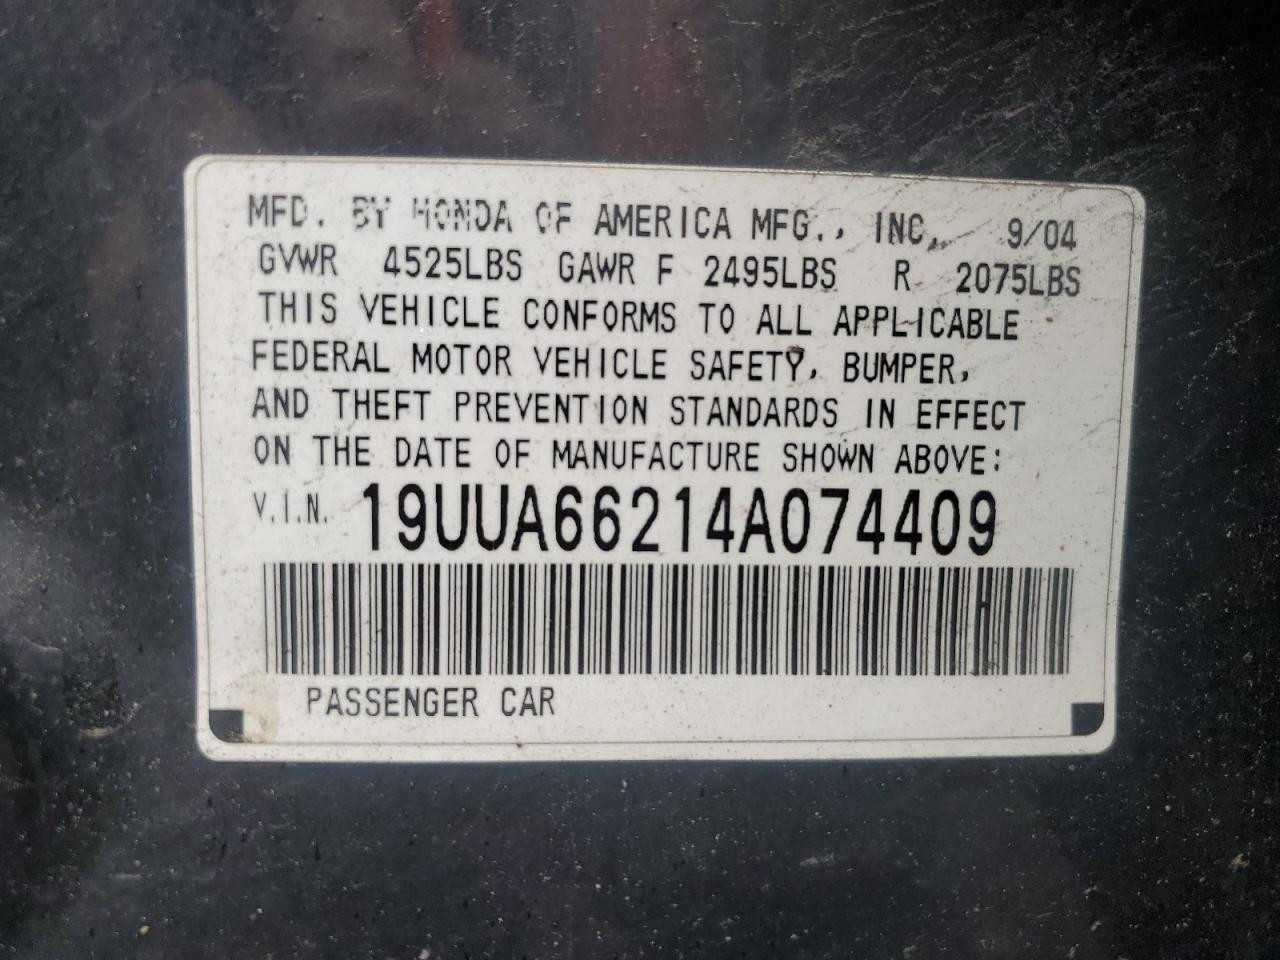 MFD. BY HONDA OF AMERICA MFG., INC. 9/04
GVWR 4525LBS GAWR F 2495LBS R 2075LBS
THIS VEHICLE CONFORMS TO ALL APPLICABLE
FEDERAL MOTOR VEHICLE SAFETY, BUMPER,
AND THEFT PREVENTION STANDARDS IN EFFECT
ON THE DATE OF MANUFACTURE SHOWN ABOVE:
V.I.N. 19UUA66214A074409
PASSENGER CAR